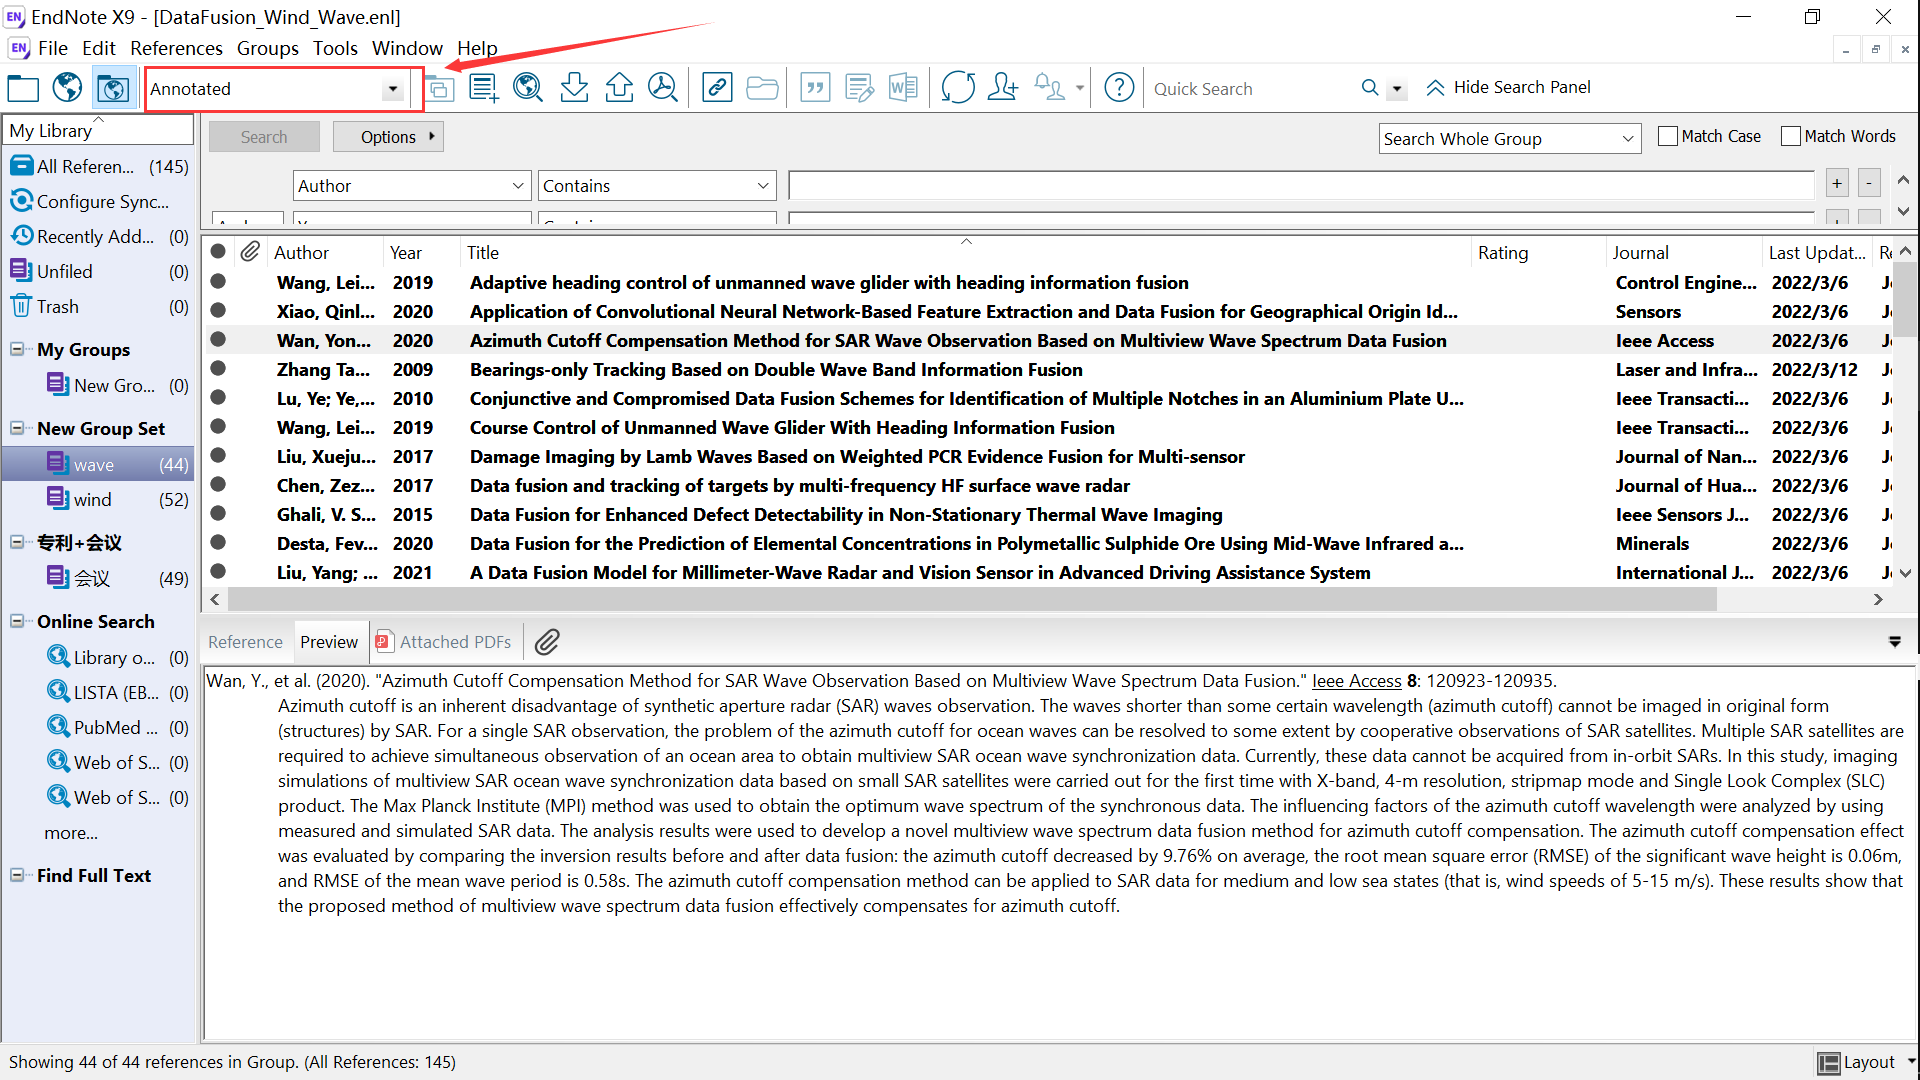 EN EndNote X9 - [DataFusion_Wind_Wave.enl]
EN File Edit References Groups Tools Window Help
Annotated
Quick Search
Hide Search Panel
My Library
Search
Options
Search Whole Group
Match Case
Match Words
Author
Contains
+
-
All Referen... (145)
Configure Sync...
Recently Add... (0)
Unfiled (0)
Trash (0)
My Groups
New Gro... (0)
New Group Set
wave (44)
wind (52)
专利+会议
会议 (49)
Online Search
Library o... (0)
LISTA (EB... (0)
PubMed ... (0)
Web of S... (0)
Web of S... (0)
more...
Find Full Text
Author Year Title Rating Journal Last Updat...
Wang, Lei... 2019 Adaptive heading control of unmanned wave glider with heading information fusion Control Engine... 2022/3/6
Xiao, Qinl... 2020 Application of Convolutional Neural Network-Based Feature Extraction and Data Fusion for Geographical Origin Id... Sensors 2022/3/6
Wan, Yon... 2020 Azimuth Cutoff Compensation Method for SAR Wave Observation Based on Multiview Wave Spectrum Data Fusion Ieee Access 2022/3/6
Zhang Ta... 2009 Bearings-only Tracking Based on Double Wave Band Information Fusion Laser and Infra... 2022/3/12
Lu, Ye; Ye,... 2010 Conjunctive and Compromised Data Fusion Schemes for Identification of Multiple Notches in an Aluminium Plate U... Ieee Transacti... 2022/3/6
Wang, Lei... 2019 Course Control of Unmanned Wave Glider With Heading Information Fusion Ieee Transacti... 2022/3/6
Liu, Xueju... 2017 Damage Imaging by Lamb Waves Based on Weighted PCR Evidence Fusion for Multi-sensor Journal of Nan... 2022/3/6
Chen, Zez... 2017 Data fusion and tracking of targets by multi-frequency HF surface wave radar Journal of Hua... 2022/3/6
Ghali, V. S... 2015 Data Fusion for Enhanced Defect Detectability in Non-Stationary Thermal Wave Imaging Ieee Sensors J... 2022/3/6
Desta, Fev... 2020 Data Fusion for the Prediction of Elemental Concentrations in Polymetallic Sulphide Ore Using Mid-Wave Infrared a... Minerals 2022/3/6
Liu, Yang; ... 2021 A Data Fusion Model for Millimeter-Wave Radar and Vision Sensor in Advanced Driving Assistance System International J... 2022/3/6
Reference Preview Attached PDFs
Wan, Y., et al. (2020). "Azimuth Cutoff Compensation Method for SAR Wave Observation Based on Multiview Wave Spectrum Data Fusion." Ieee Access 8: 120923-120935.
Azimuth cutoff is an inherent disadvantage of synthetic aperture radar (SAR) waves observation. The waves shorter than some certain wavelength (azimuth cutoff) cannot be imaged in original form
(structures) by SAR. For a single SAR observation, the problem of the azimuth cutoff for ocean waves can be resolved to some extent by cooperative observations of SAR satellites. Multiple SAR satellites are
required to achieve simultaneous observation of an ocean area to obtain multiview SAR ocean wave synchronization data. Currently, these data cannot be acquired from in-orbit SARs. In this study, imaging
simulations of multiview SAR ocean wave synchronization data based on small SAR satellites were carried out for the first time with X-band, 4-m resolution, stripmap mode and Single Look Complex (SLC)
product. The Max Planck Institute (MPI) method was used to obtain the optimum wave spectrum of the synchronous data. The influencing factors of the azimuth cutoff wavelength were analyzed by using
measured and simulated SAR data. The analysis results were used to develop a novel multiview wave spectrum data fusion method for azimuth cutoff compensation. The azimuth cutoff compensation effect
was evaluated by comparing the inversion results before and after data fusion: the azimuth cutoff decreased by 9.76% on average, the root mean square error (RMSE) of the significant wave height is 0.06m,
and RMSE of the mean wave period is 0.58s. The azimuth cutoff compensation method can be applied to SAR data for medium and low sea states (that is, wind speeds of 5-15 m/s). These results show that
the proposed method of multiview wave spectrum data fusion effectively compensates for azimuth cutoff.
Showing 44 of 44 references in Group. (All References: 145)
Layout